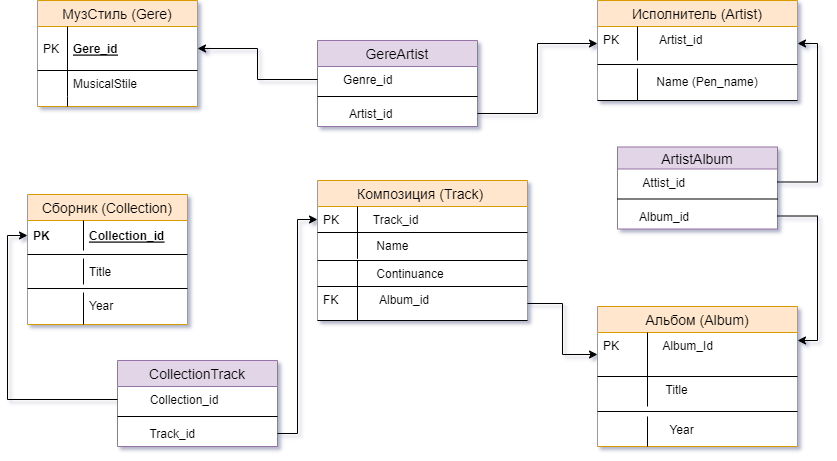 МузСтиль (Gere)
PK Gere_id
MusicalStile
GereArtist
Genre_id
Artist_id
Исполнитель (Artist)
PK Artist_id
Name (Pen_name)
ArtistAlbum
Attist_id
Album_id
Сборник (Collection)
PK Collection_id
Title
Year
Композиция (Track)
PK Track_id
Name
Continuance
FK Album_id
Альбом (Album)
PK Album_Id
Title
Year
CollectionTrack
Collection_id
Track_id